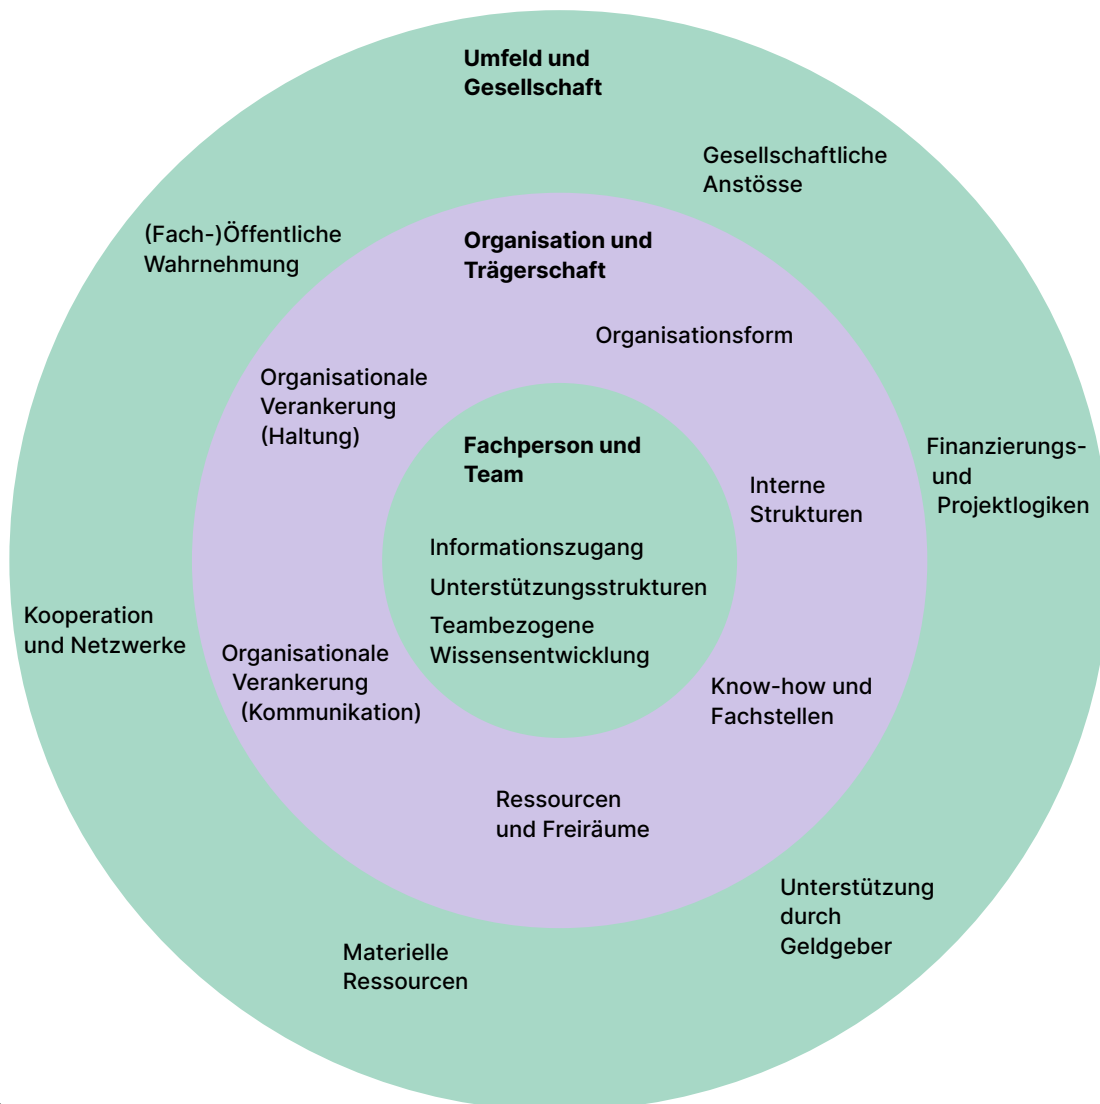 Umfeld und
Gesellschaft
Gesellschaftliche
Anstösse
(Fach-)Öffentliche
Wahrnehmung
Organisation und
Trägerschaft
Organisationsform
Organisationale
Verankerung
(Haltung)
Fachperson und
Team
Finanzierungs-
und
Projektlogiken
Interne
Strukturen
Informationszugang
Unterstützungsstrukturen
Teambezogene
Wissensentwicklung
Kooperation
und Netzwerke
Organisationale
Verankerung
(Kommunikation)
Know-how und
Fachstellen
Ressourcen
und Freiräume
Unterstützung
durch
Geldgeber
Materielle
Ressourcen